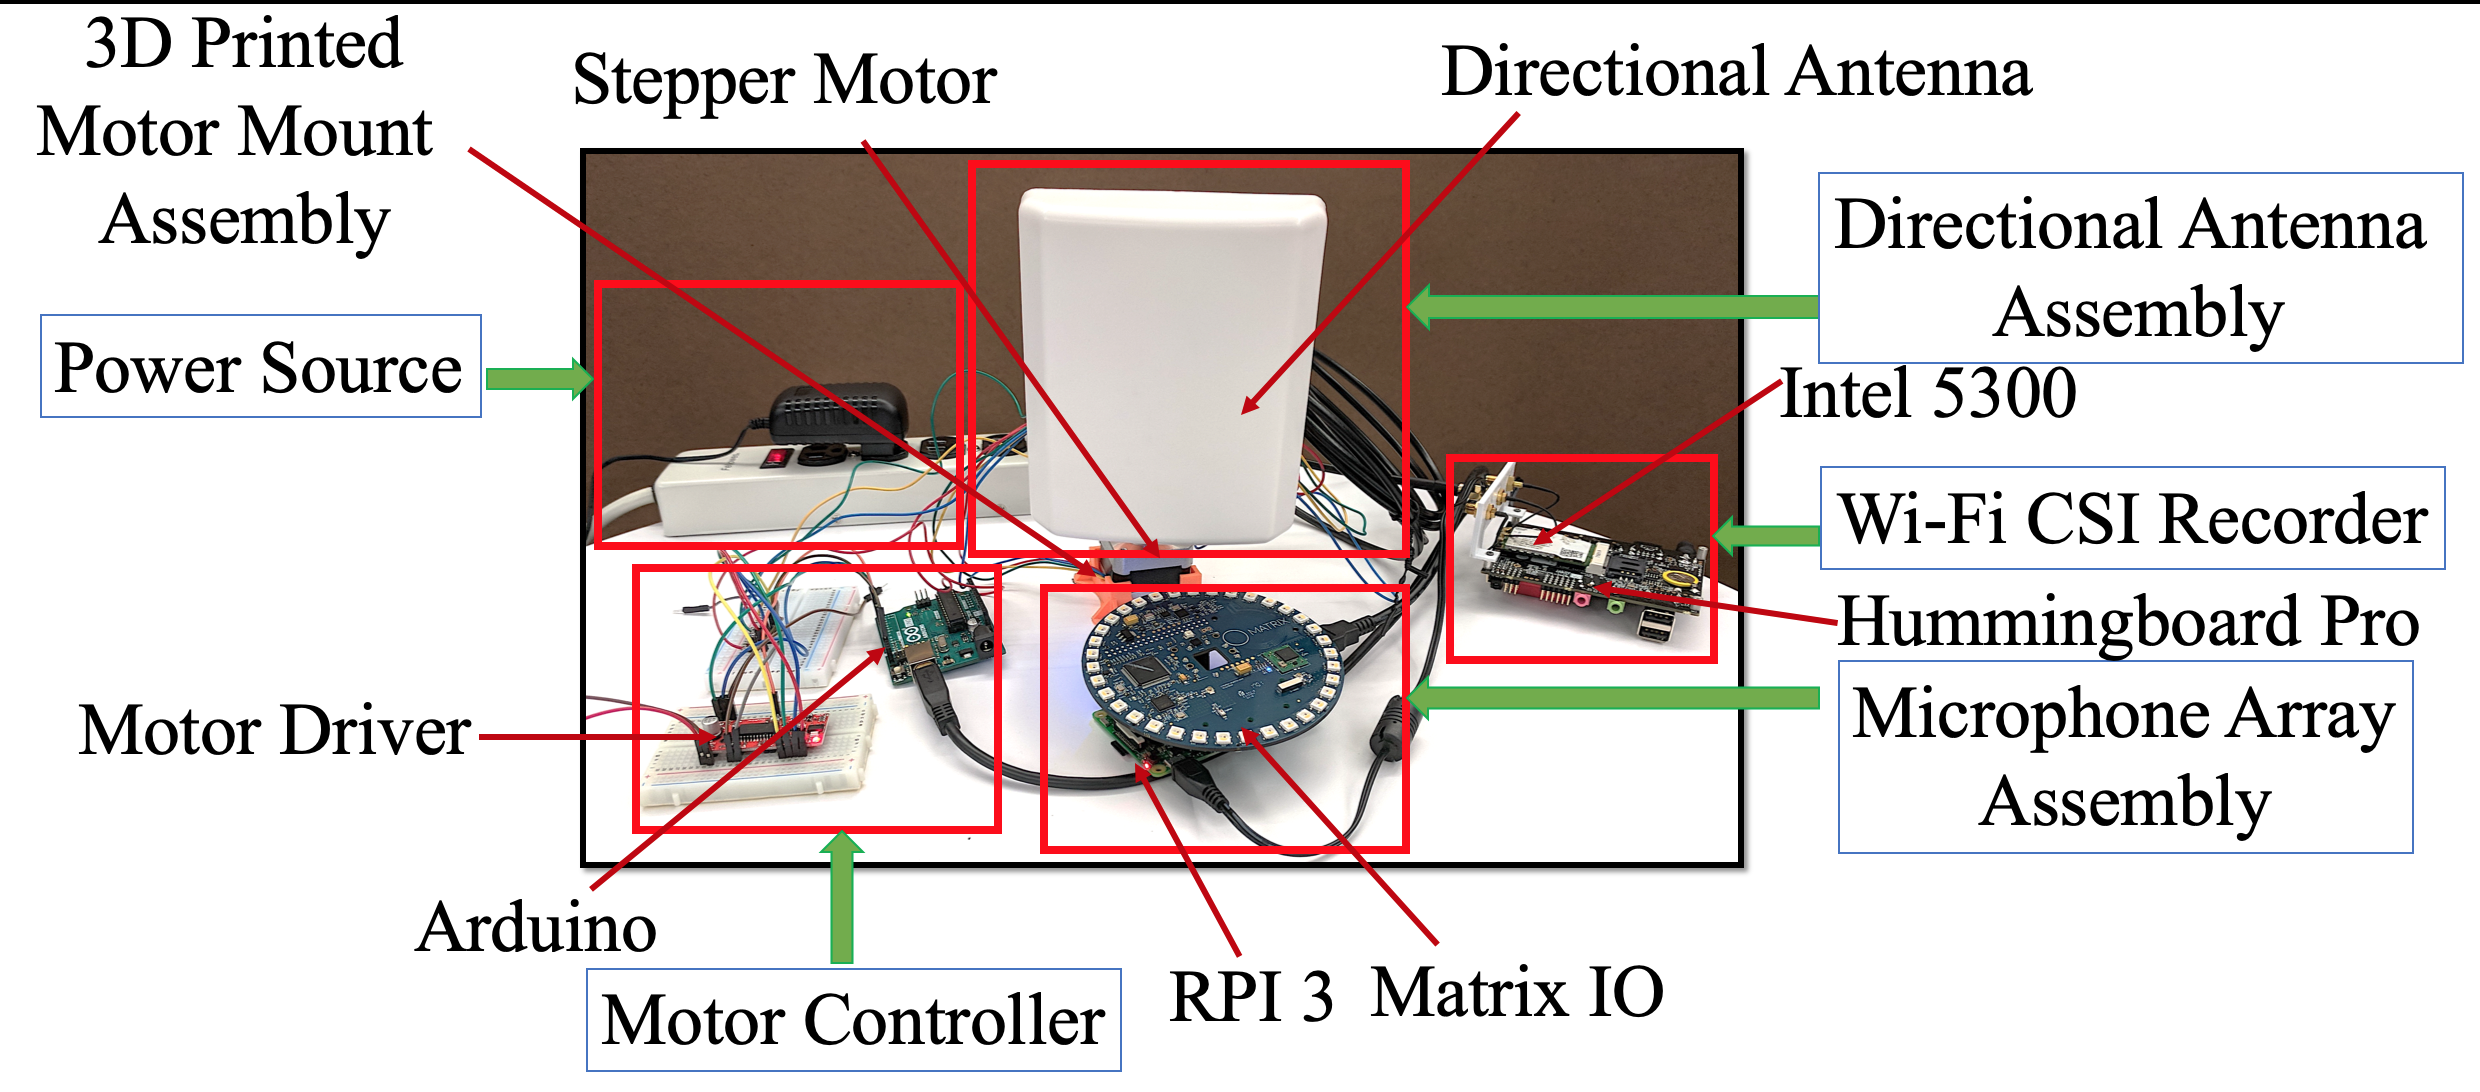 3D Printed
Motor Mount
Assembly
Stepper Motor
Directional Antenna
Directional Antenna
Assembly
Power Source
Intel 5300
Wi-Fi CSI Recorder
Hummingboard Pro
MATRIX
Motor Driver
Microphone Array
Assembly
Arduino
RPI 3
Matrix IO
Motor Controller